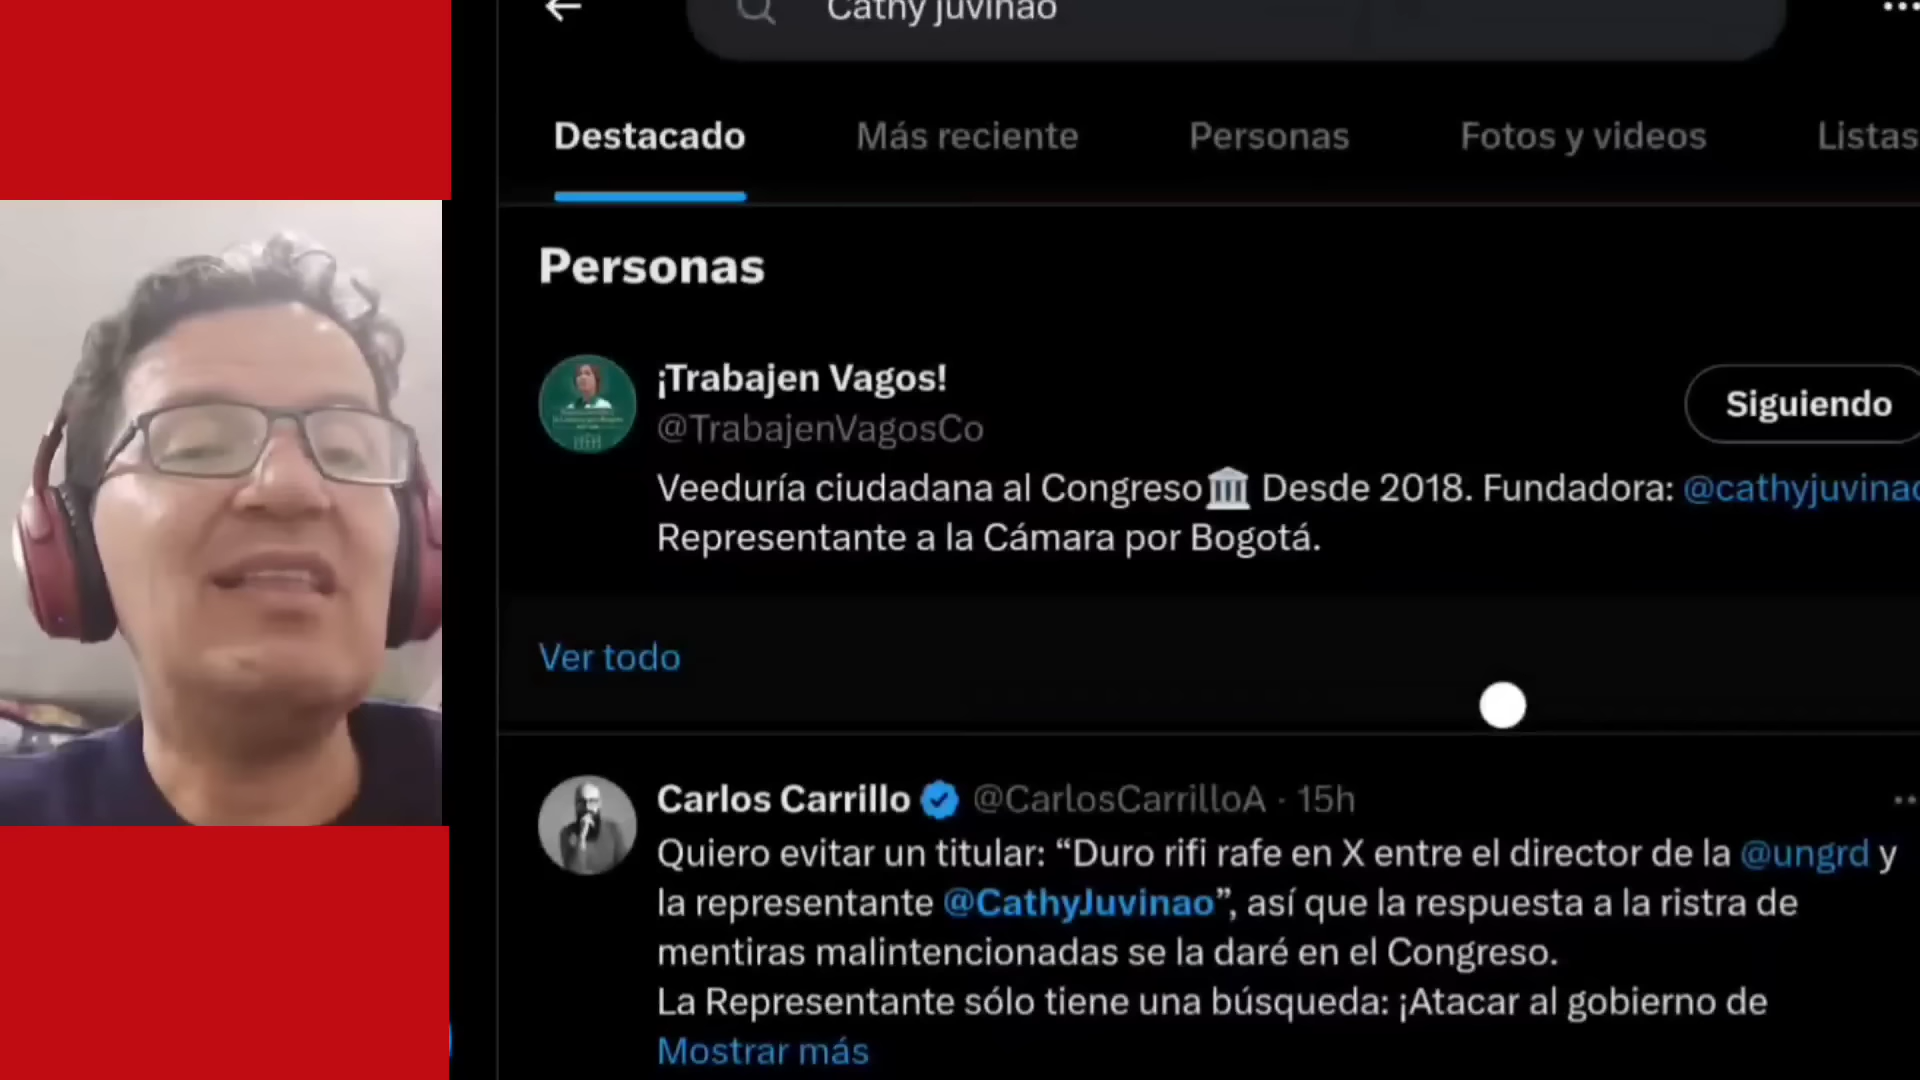 Cathy juvinao
Destacado
Más reciente
Personas
Fotos y videos
Listas
Personas
¡Trabajen Vagos!
@TrabajenVagosCo
Siguiendo
Veeduría ciudadana al Congreso🏛️ Desde 2018. Fundadora: @cathyjuvinao
Representante a la Cámara por Bogotá.
Ver todo
Carlos Carrillo @CarlosCarrilloA · 15h
Quiero evitar un titular: “Duro rifi rafe en X entre el director de la @ungrd y
la representante @CathyJuvinao”, así que la respuesta a la ristra de
mentiras malintencionadas se la daré en el Congreso.
La Representante sólo tiene una búsqueda: ¡Atacar al gobierno de
Mostrar más